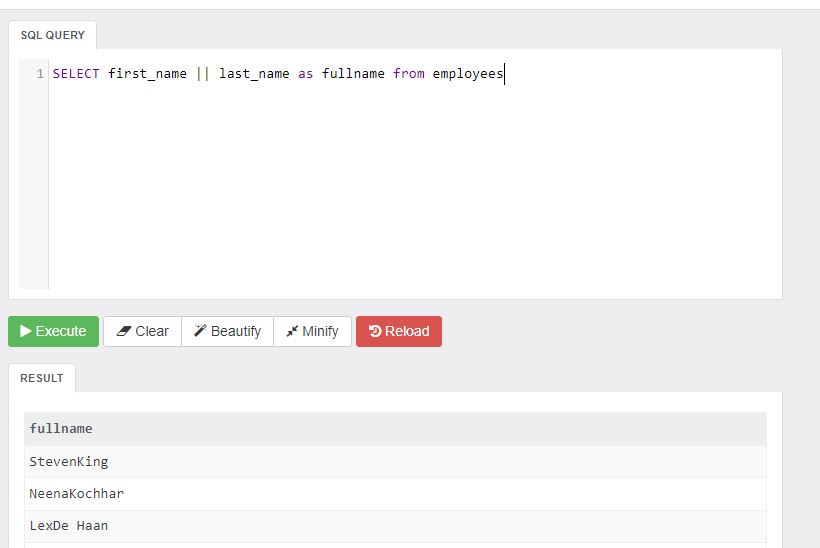 SQL QUERY
1 SELECT first_name || last_name as fullname from employees
Execute Clear Beautify Minify Reload
RESULT
fullname
StevenKing
NeenaKochhar
LexDe Haan